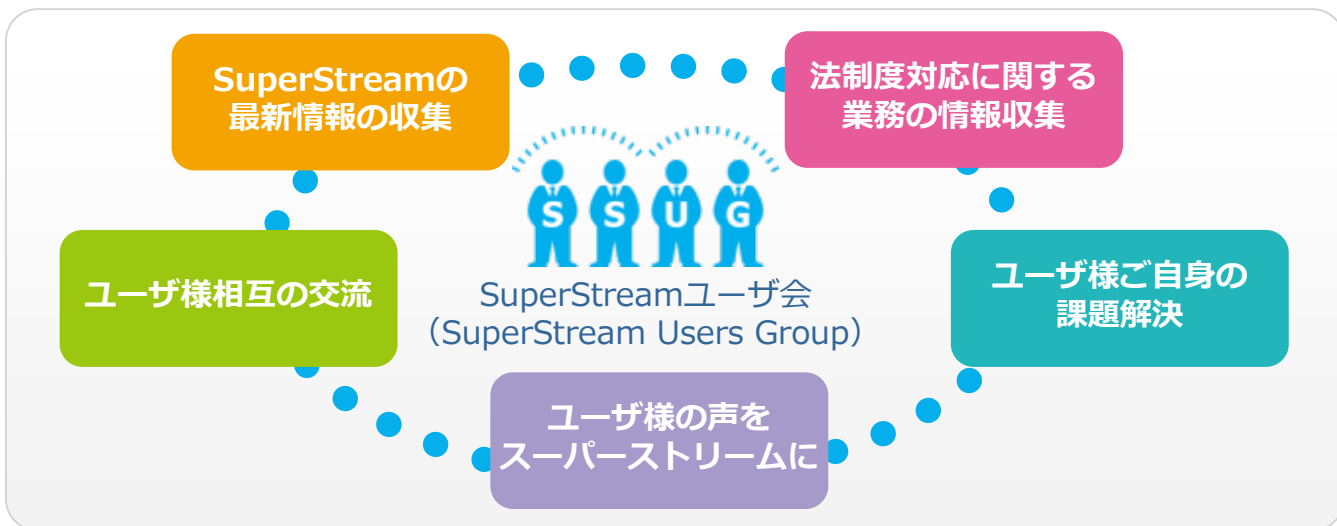 SuperStreamの
最新情報の収集
法制度対応に関する
業務の情報収集
S S U G
ユーザ様相互の交流
SuperStreamユーザ会
（SuperStream Users Group）
ユーザ様ご自身の
課題解決
ユーザ様の声を
スーパーストリームに